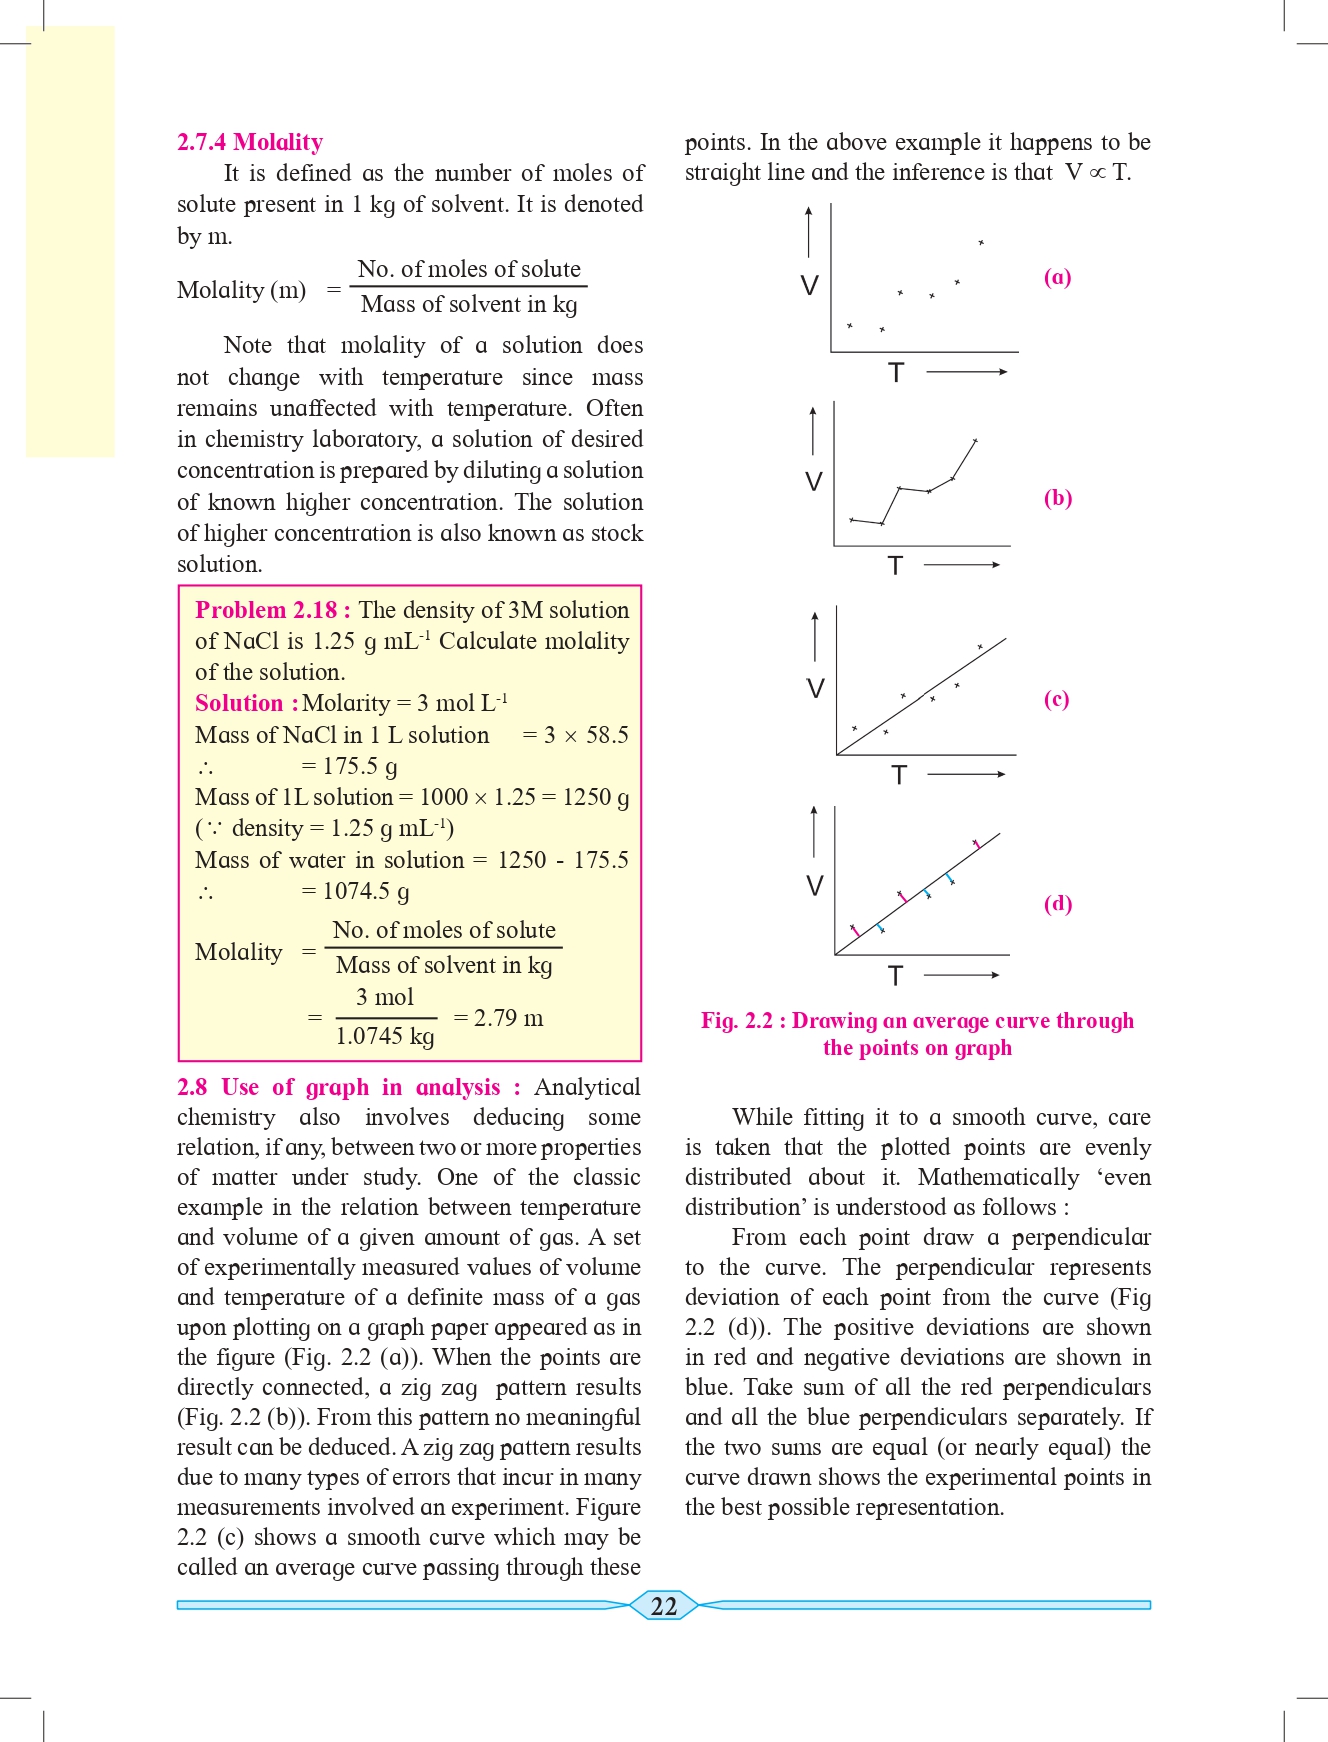 2.7.4 Molality
It is defined as the number of moles of
solute present in 1 kg of solvent. It is denoted
by m.
Molality (m) = No. of moles of solute
Mass of solvent in kg
Note that molality of a solution does
not change with temperature since mass
remains unaffected with temperature. Often
in chemistry laboratory, a solution of desired
concentration is prepared by diluting a solution
of known higher concentration. The solution
of higher concentration is also known as stock
solution.
Problem 2.18 : The density of 3M solution
of NaCl is 1.25 g mL⁻¹ Calculate molality
of the solution.
Solution : Molarity = 3 mol L⁻¹
Mass of NaCl in 1 L solution = 3 × 58.5
∴ = 175.5 g
Mass of 1L solution = 1000 × 1.25 = 1250 g
(∵ density = 1.25 g mL⁻¹)
Mass of water in solution = 1250 - 175.5
∴ = 1074.5 g
Molality = No. of moles of solute
Mass of solvent in kg
= 3 mol
1.0745 kg = 2.79 m
2.8 Use of graph in analysis : Analytical
chemistry also involves deducing some
relation, if any, between two or more properties
of matter under study. One of the classic
example in the relation between temperature
and volume of a given amount of gas. A set
of experimentally measured values of volume
and temperature of a definite mass of a gas
upon plotting on a graph paper appeared as in
the figure (Fig. 2.2 (a)). When the points are
directly connected, a zig zag pattern results
(Fig. 2.2 (b)). From this pattern no meaningful
result can be deduced. A zig zag pattern results
due to many types of errors that incur in many
measurements involved an experiment. Figure
2.2 (c) shows a smooth curve which may be
called an average curve passing through these
points. In the above example it happens to be
straight line and the inference is that V ∝ T.
V
(a)
T
V
(b)
T
V
(c)
T
V
(d)
T
Fig. 2.2 : Drawing an average curve through
the points on graph
While fitting it to a smooth curve, care
is taken that the plotted points are evenly
distributed about it. Mathematically ‘even
distribution’ is understood as follows :
From each point draw a perpendicular
to the curve. The perpendicular represents
deviation of each point from the curve (Fig
2.2 (d)). The positive deviations are shown
in red and negative deviations are shown in
blue. Take sum of all the red perpendiculars
and all the blue perpendiculars separately. If
the two sums are equal (or nearly equal) the
curve drawn shows the experimental points in
the best possible representation.
22